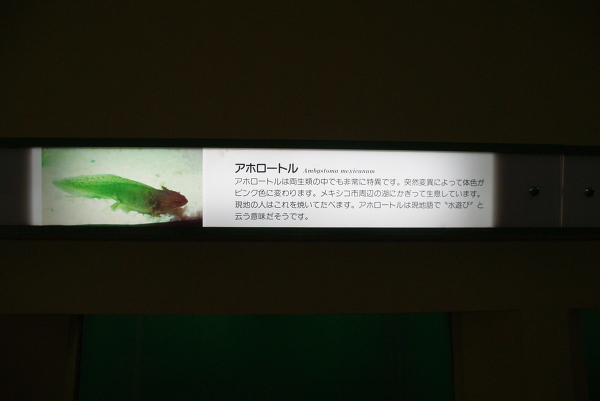 アホロートル Ambystoma mexicanum
アホロートルは両生類の中でも非常に特異です。突然変異によって体色が
ピンク色に変わります。メキシコ市周辺の湖にかぎって生息しています。
現地の人はこれを焼いてたべます。アホロートルは現地語で〝水遊び〞と
云う意味だそうです。